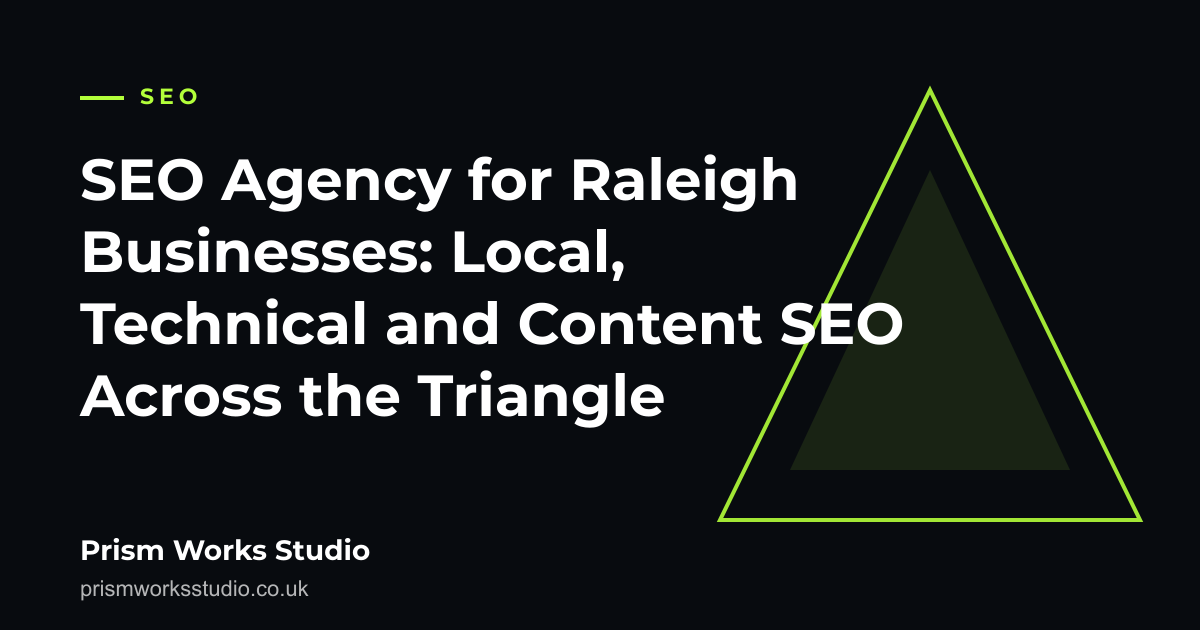 SEO
SEO Agency for Raleigh
Businesses: Local,
Technical and Content SEO
Across the Triangle
Prism Works Studio
prismworksstudio.co.uk